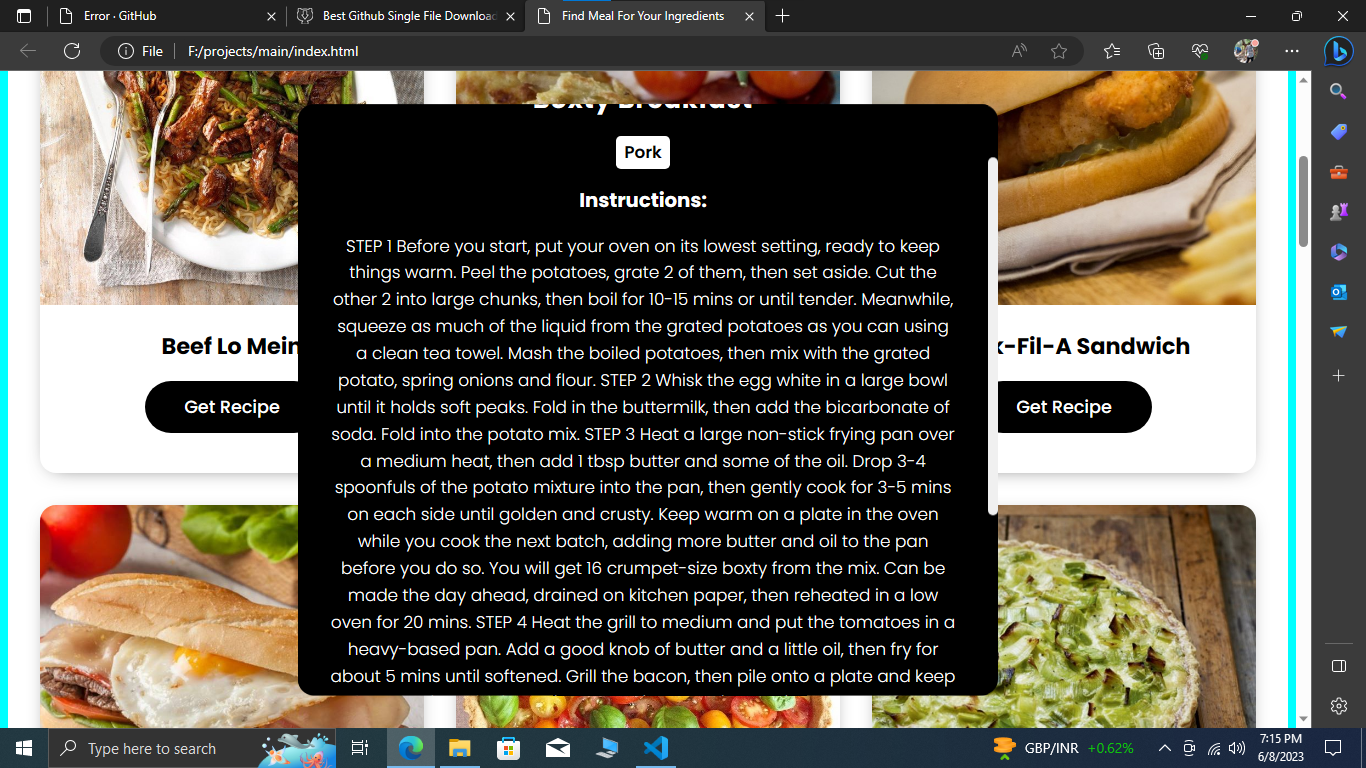 Error · GitHub
Best Github Single File Download
Find Meal For Your Ingredients
File
F:/projects/main/index.html
Boxty Breakfast
Pork
Instructions:
STEP 1 Before you start, put your oven on its lowest setting, ready to keep
things warm. Peel the potatoes, grate 2 of them, then set aside. Cut the
other 2 into large chunks, then boil for 10-15 mins or until tender. Meanwhile,
squeeze as much of the liquid from the grated potatoes as you can using
a clean tea towel. Mash the boiled potatoes, then mix with the grated
potato, spring onions and flour. STEP 2 Whisk the egg white in a large bowl
until it holds soft peaks. Fold in the buttermilk, then add the bicarbonate of
soda. Fold into the potato mix. STEP 3 Heat a large non-stick frying pan over
a medium heat, then add 1 tbsp butter and some of the oil. Drop 3-4
spoonfuls of the potato mixture into the pan, then gently cook for 3-5 mins
on each side until golden and crusty. Keep warm on a plate in the oven
while you cook the next batch, adding more butter and oil to the pan
before you do so. You will get 16 crumpet-size boxty from the mix. Can be
made the day ahead, drained on kitchen paper, then reheated in a low
oven for 20 mins. STEP 4 Heat the grill to medium and put the tomatoes in a
heavy-based pan. Add a good knob of butter and a little oil, then fry for
about 5 mins until softened. Grill the bacon, then pile onto a plate and keep
Beef Lo Mein
Get Recipe
k-Fil-A Sandwich
Get Recipe
Type here to search
GBP/INR +0.62%
7:15 PM
6/8/2023